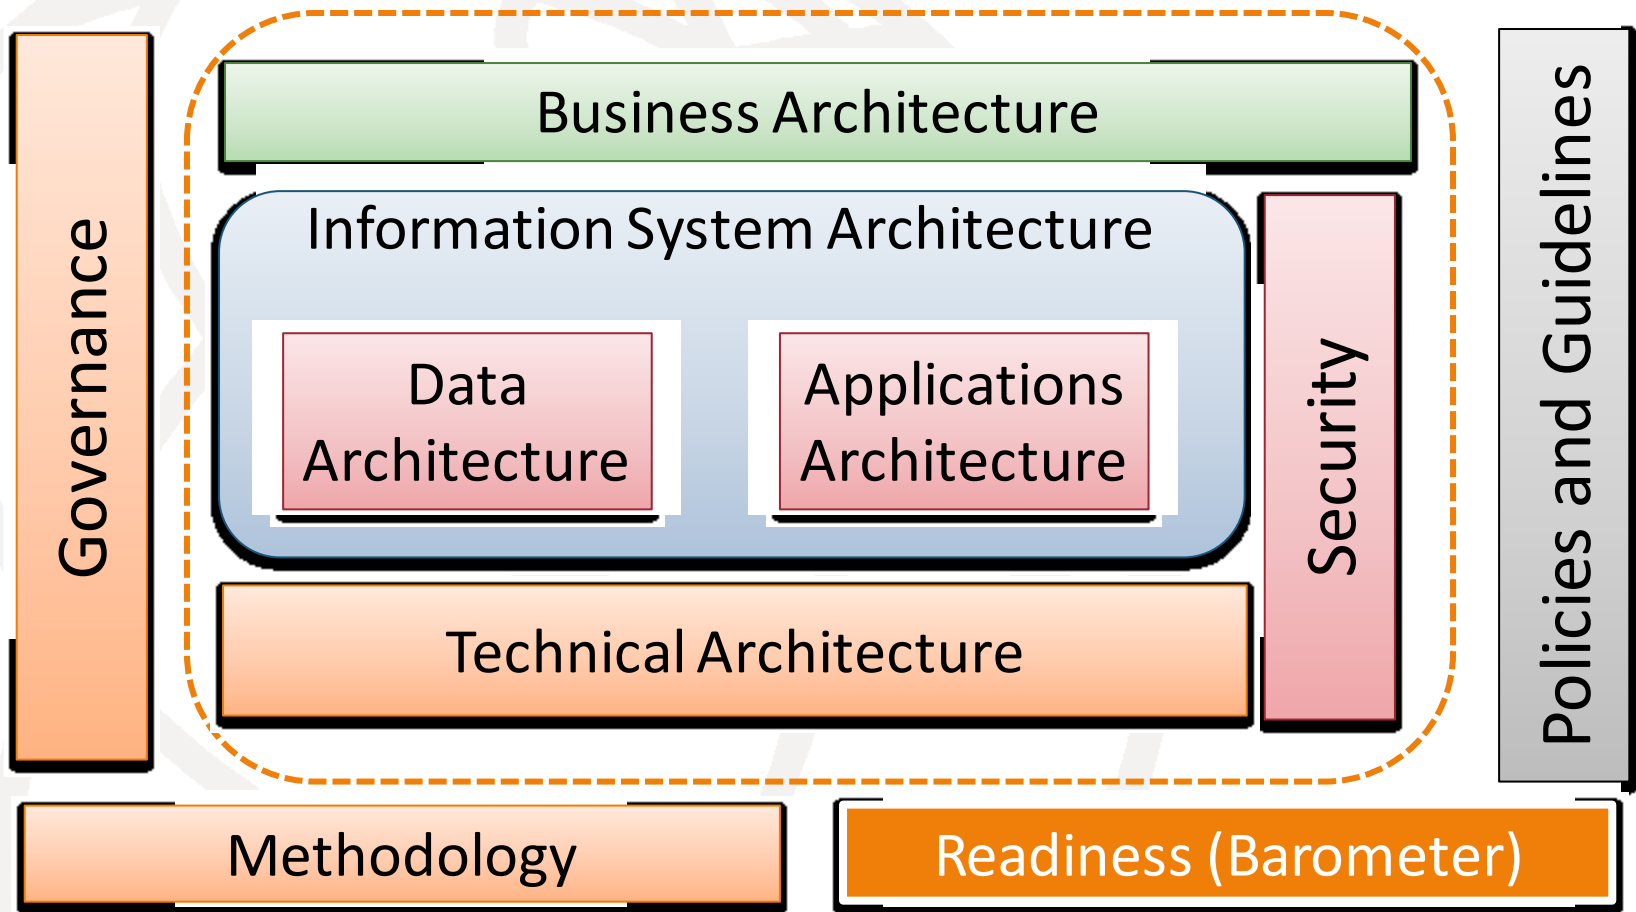 Governance
Business Architecture
Information System Architecture
Data
Architecture
Applications
Architecture
Technical Architecture
Security
Policies and Guidelines
Methodology
Readiness (Barometer)